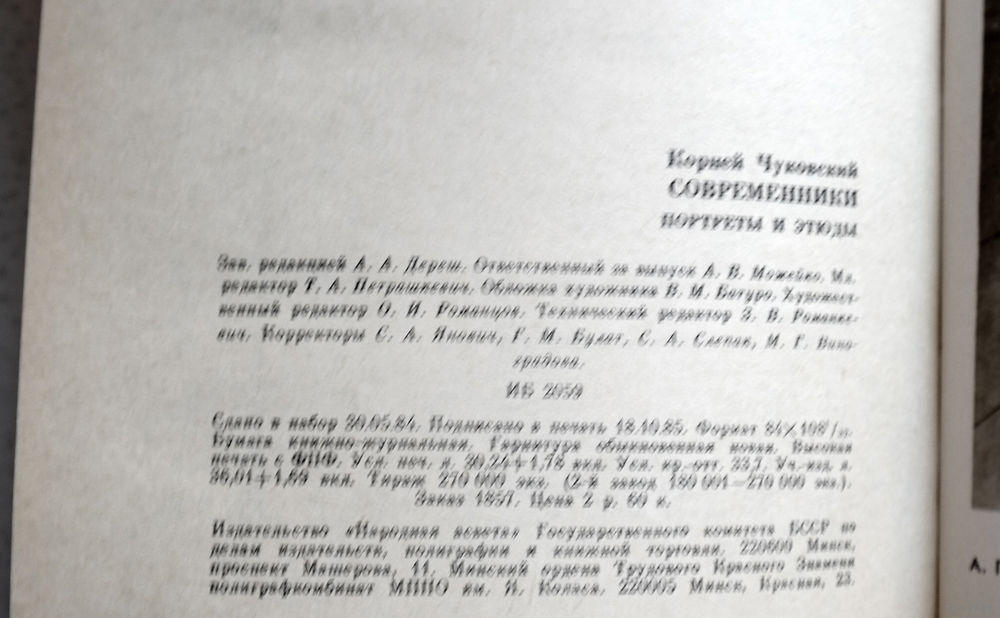 Корней Чуковский
СОВРЕМЕННИКИ
ПОРТРЕТЫ И ЭТЮДЫ
Зав. редакцией А. А. Дереш. Ответственный за выпуск А. В. Можейко. Мл.
редактор Т. А. Петрашкевич. Обложка художника В. М. Батуро. Художест-
венный редактор О. И. Романцов. Технический редактор З. В. Романке-
вич. Корректоры С. А. Янович, Г. М. Булат, С. А. Слепак, М. Г. Вино-
градова.
ИБ 2059
Сдано в набор 30.05.84. Подписано в печать 18.10.85. Формат 84×108¹/₃₂.
Бумага книжно-журнальная. Гарнитура обыкновенная новая. Высокая
печать с ФПФ. Усл. печ. л. 30,24+1,78 вкл. Усл. кр.-отт. 33,7. Уч.-изд. л.
36,01+1,69 вкл. Тираж 270 000 экз. (2-й завод 180 001—270 000 экз.).
Заказ 1857. Цена 2 р. 60 к.
Издательство «Народная асвета» Государственного комитета БССР по
делам издательств, полиграфии и книжной торговли. 220600 Минск,
проспект Машерова, 11. Минский ордена Трудового Красного Знамени
полиграфкомбинат МППО им. Я. Коласа. 220005 Минск, Красная, 23.
А.